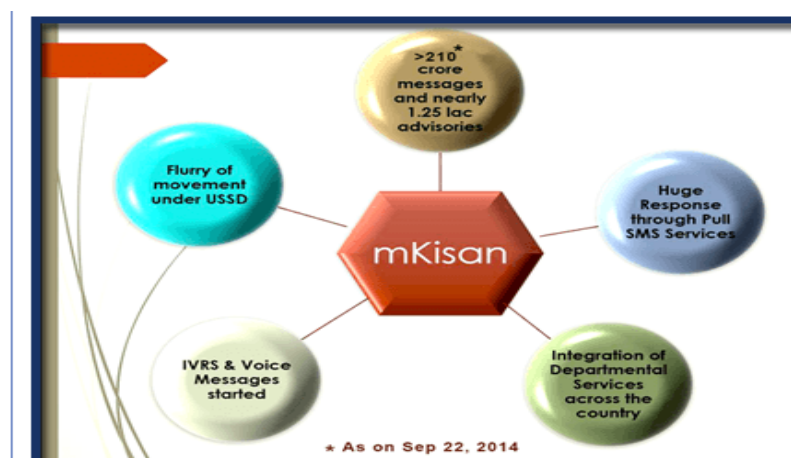 >210*
crore
messages
and nearly
1.25 lac
advisories
Flurry of
movement
under USSD
Huge
Response
through Pull
SMS Services
mKisan
IVRS & Voice
Messages
started
Integration of
Departmental
Services
across the
country
* As on Sep 22, 2014